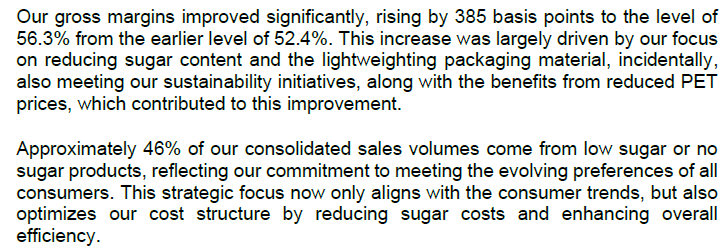 Our gross margins improved significantly, rising by 385 basis points to the level of
56.3% from the earlier level of 52.4%. This increase was largely driven by our focus
on reducing sugar content and the lightweighting packaging material, incidentally,
also meeting our sustainability initiatives, along with the benefits from reduced PET
prices, which contributed to this improvement.
Approximately 46% of our consolidated sales volumes come from low sugar or no
sugar products, reflecting our commitment to meeting the evolving preferences of all
consumers. This strategic focus now only aligns with the consumer trends, but also
optimizes our cost structure by reducing sugar costs and enhancing overall
efficiency.